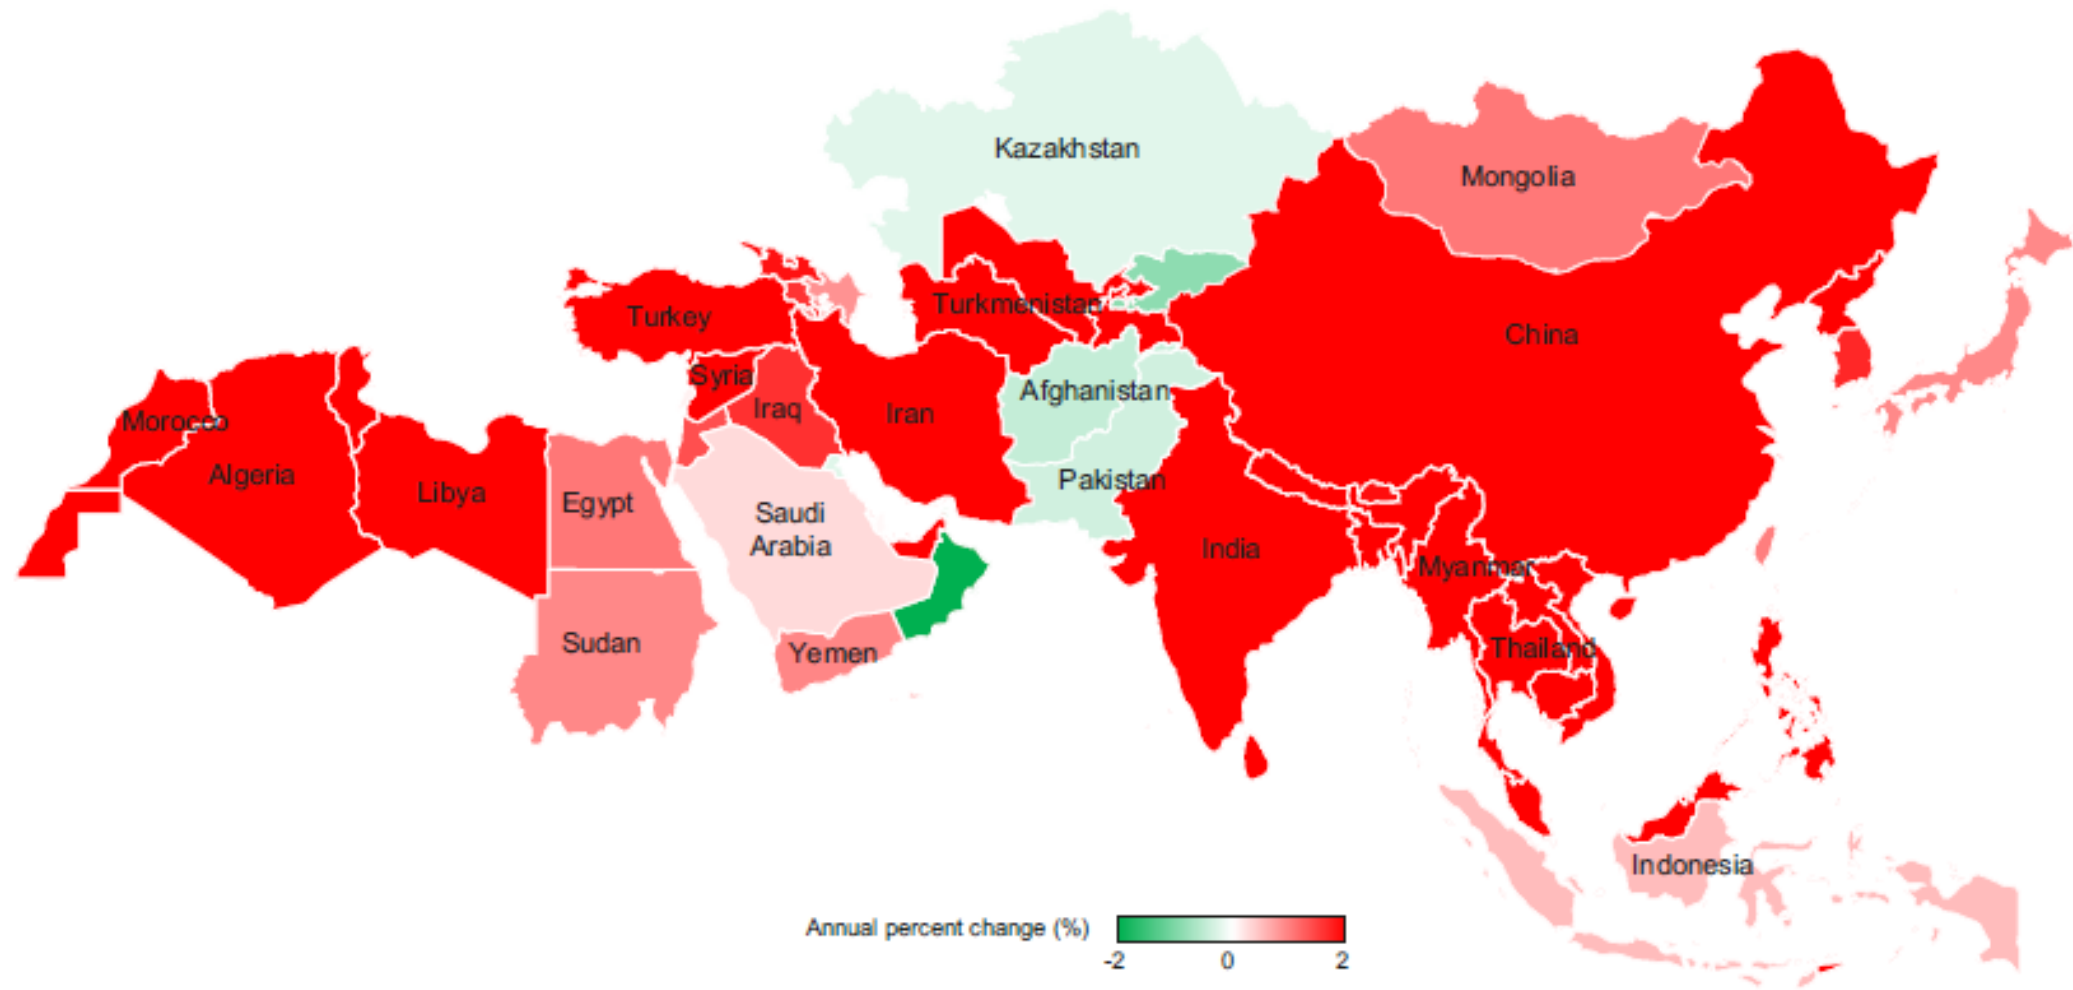 Kazakhstan
Mongolia
Turkmenistan
Turkey
China
Syria
Afghanistan
Iraq
Iran
Morocco
Algeria
Libya
Egypt
Pakistan
Saudi
Arabia
India
Myanmar
Sudan
Yemen
Thailand
Indonesia
Annual percent change (%)
-2 0 2